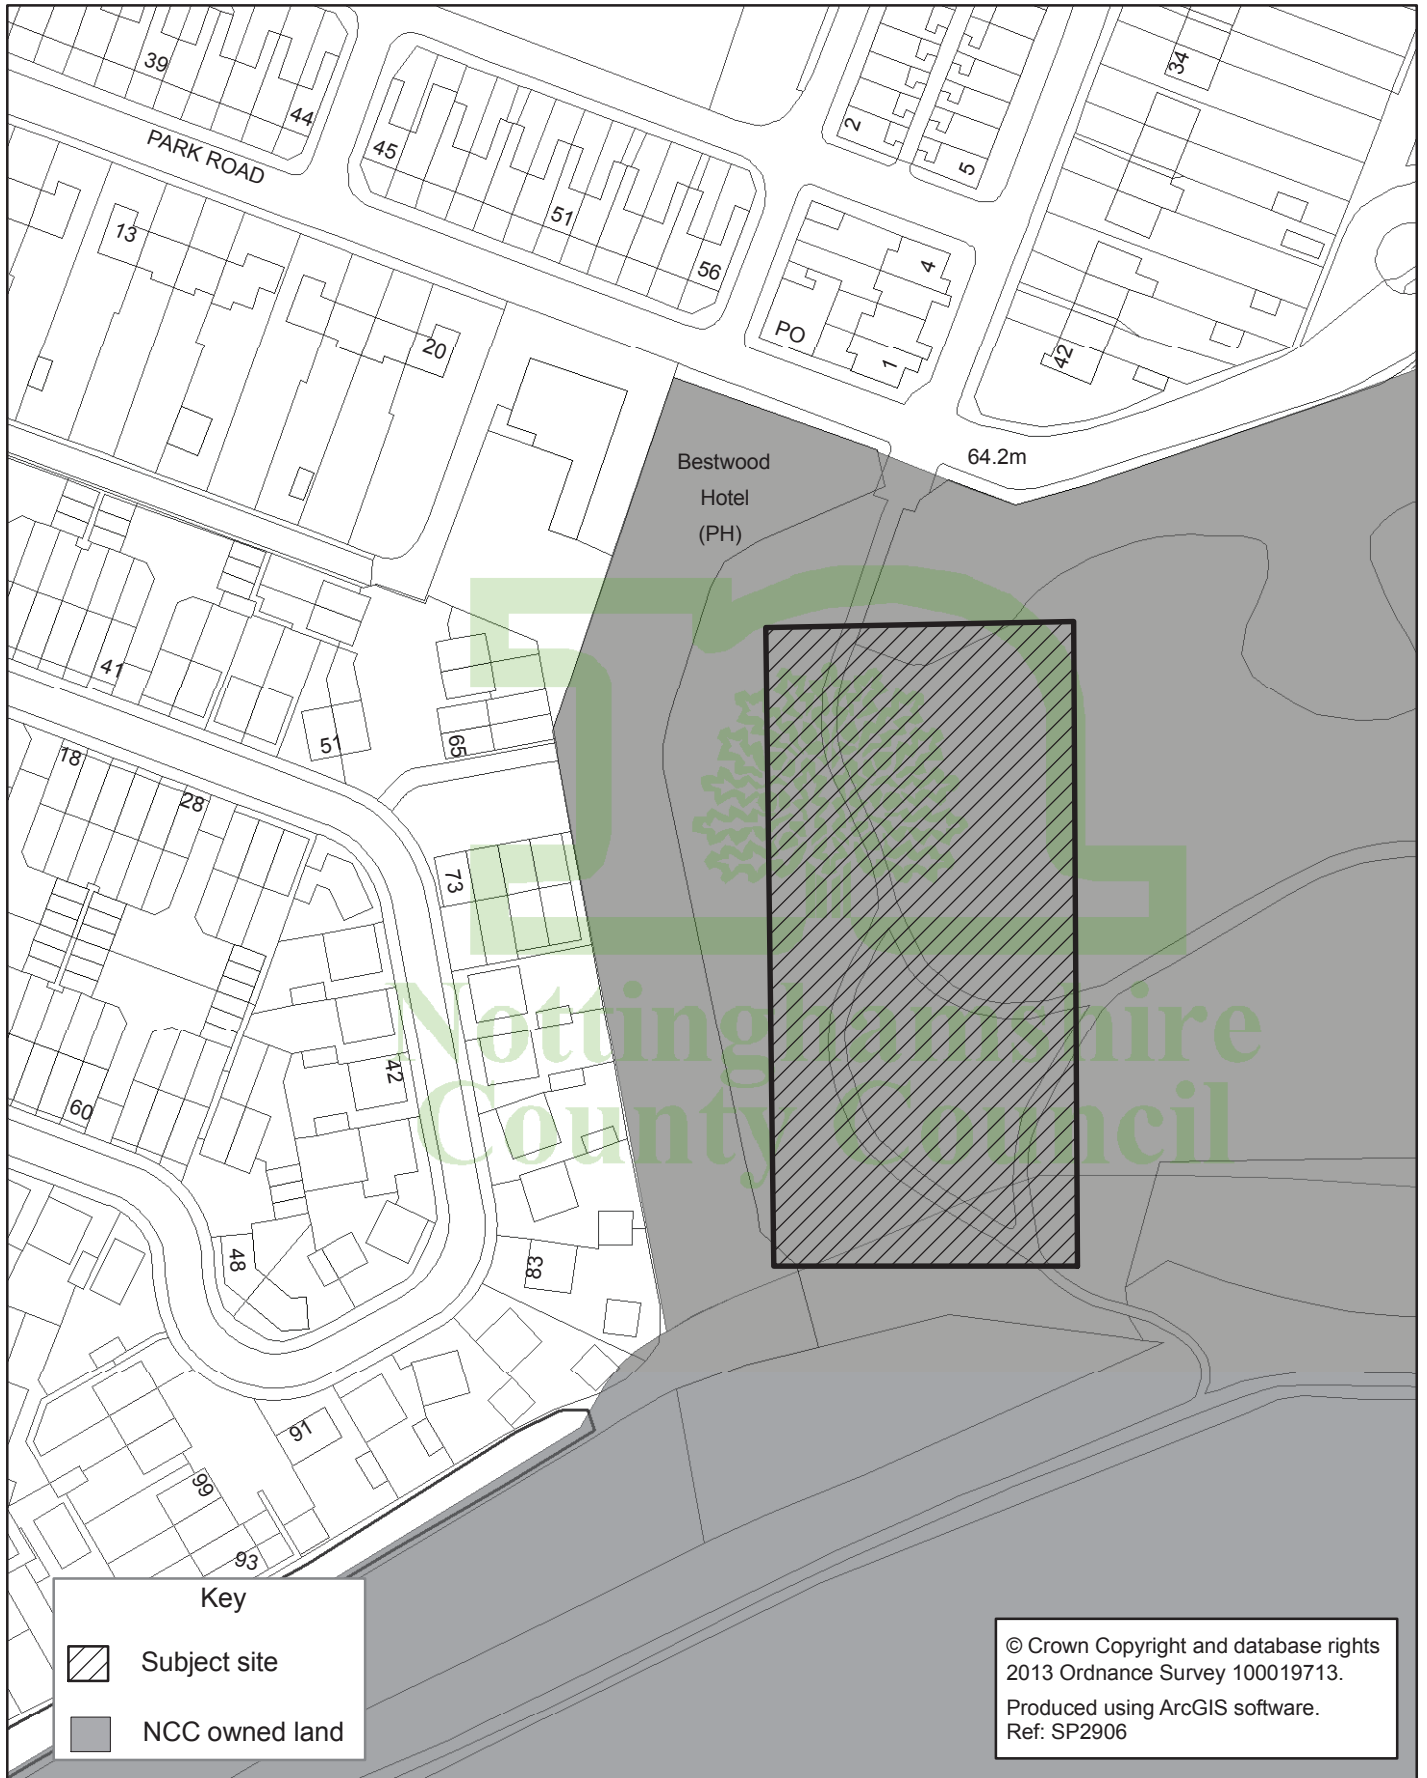 39
44
PARK ROAD
45
51
56
2
5
34
13
20
PO
4
1
42
64.2m
Bestwood
Hotel
(PH)
41
51
65
18
28
73
42
60
48
83
91
99
93
Nottinghamshire
County Council
Key
Subject site
NCC owned land
© Crown Copyright and database rights
2013 Ordnance Survey 100019713.
Produced using ArcGIS software.
Ref: SP2906